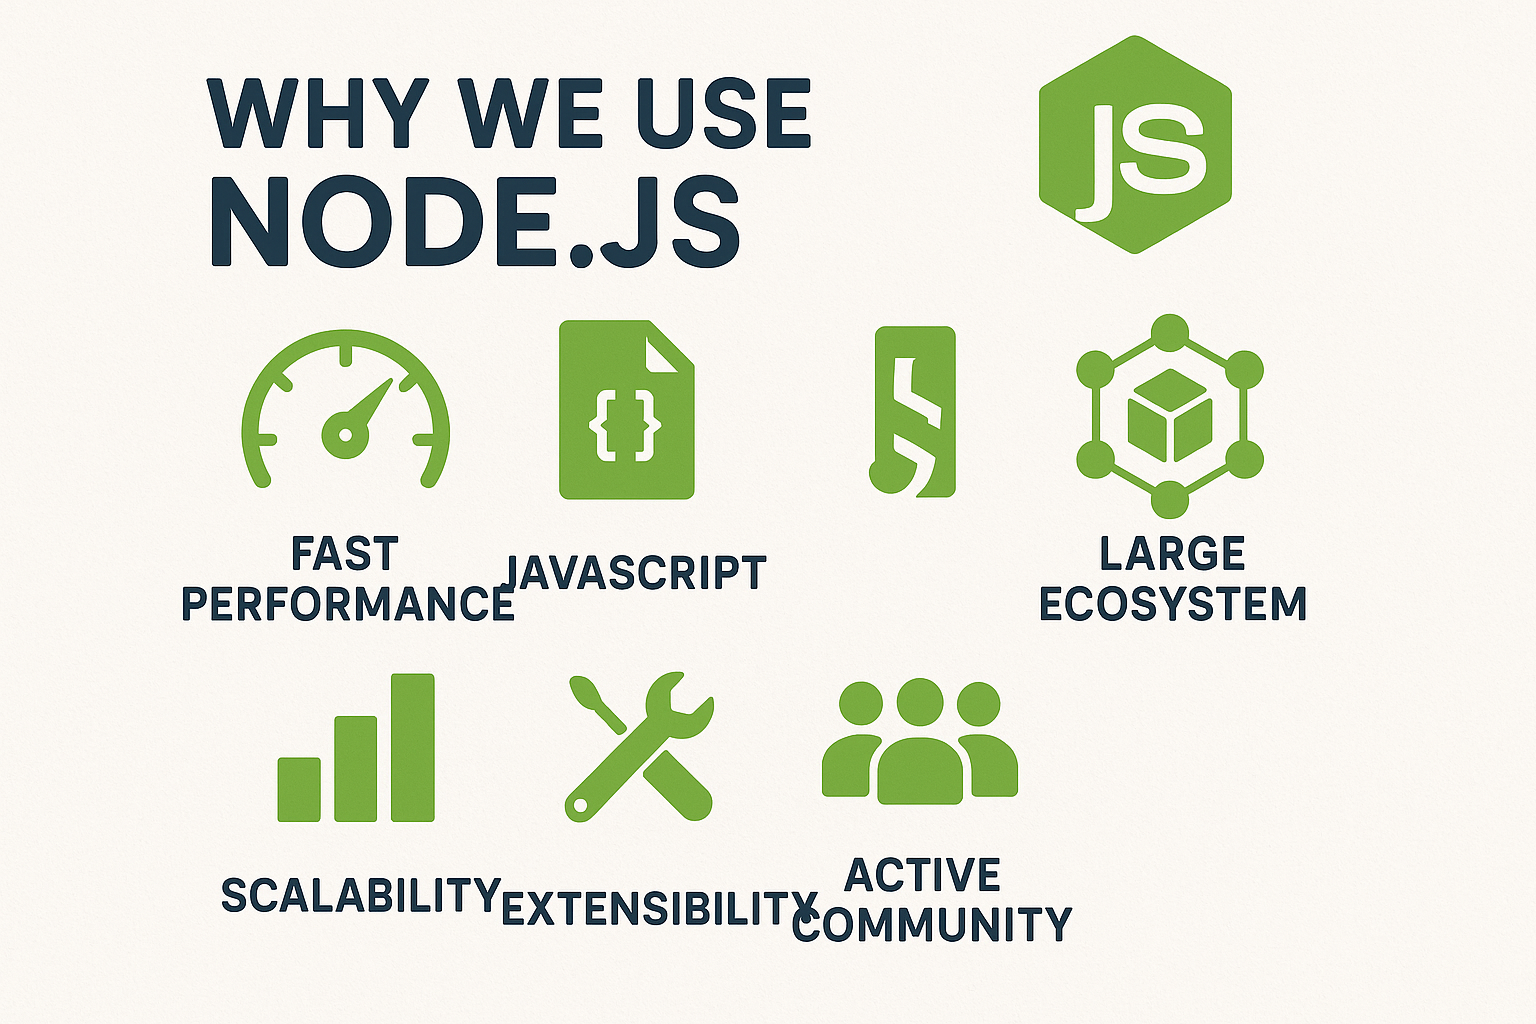 WHY WE USE
NODE.JS
JS
FAST
PERFORMANCE
{ }
JAVASCRIPT
LARGE
ECOSYSTEM
SCALABILITY
EXTENSIBILITY
ACTIVE
COMMUNITY